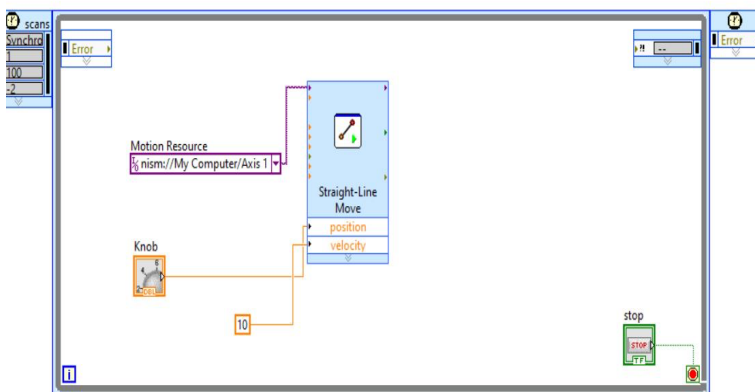 scans
Synchro
1
100
-2
Error
?! --
Error
Motion Resource
nism://My Computer/Axis 1
Straight-Line
Move
position
velocity
Knob
DBL
10
stop
STOP
TF
i